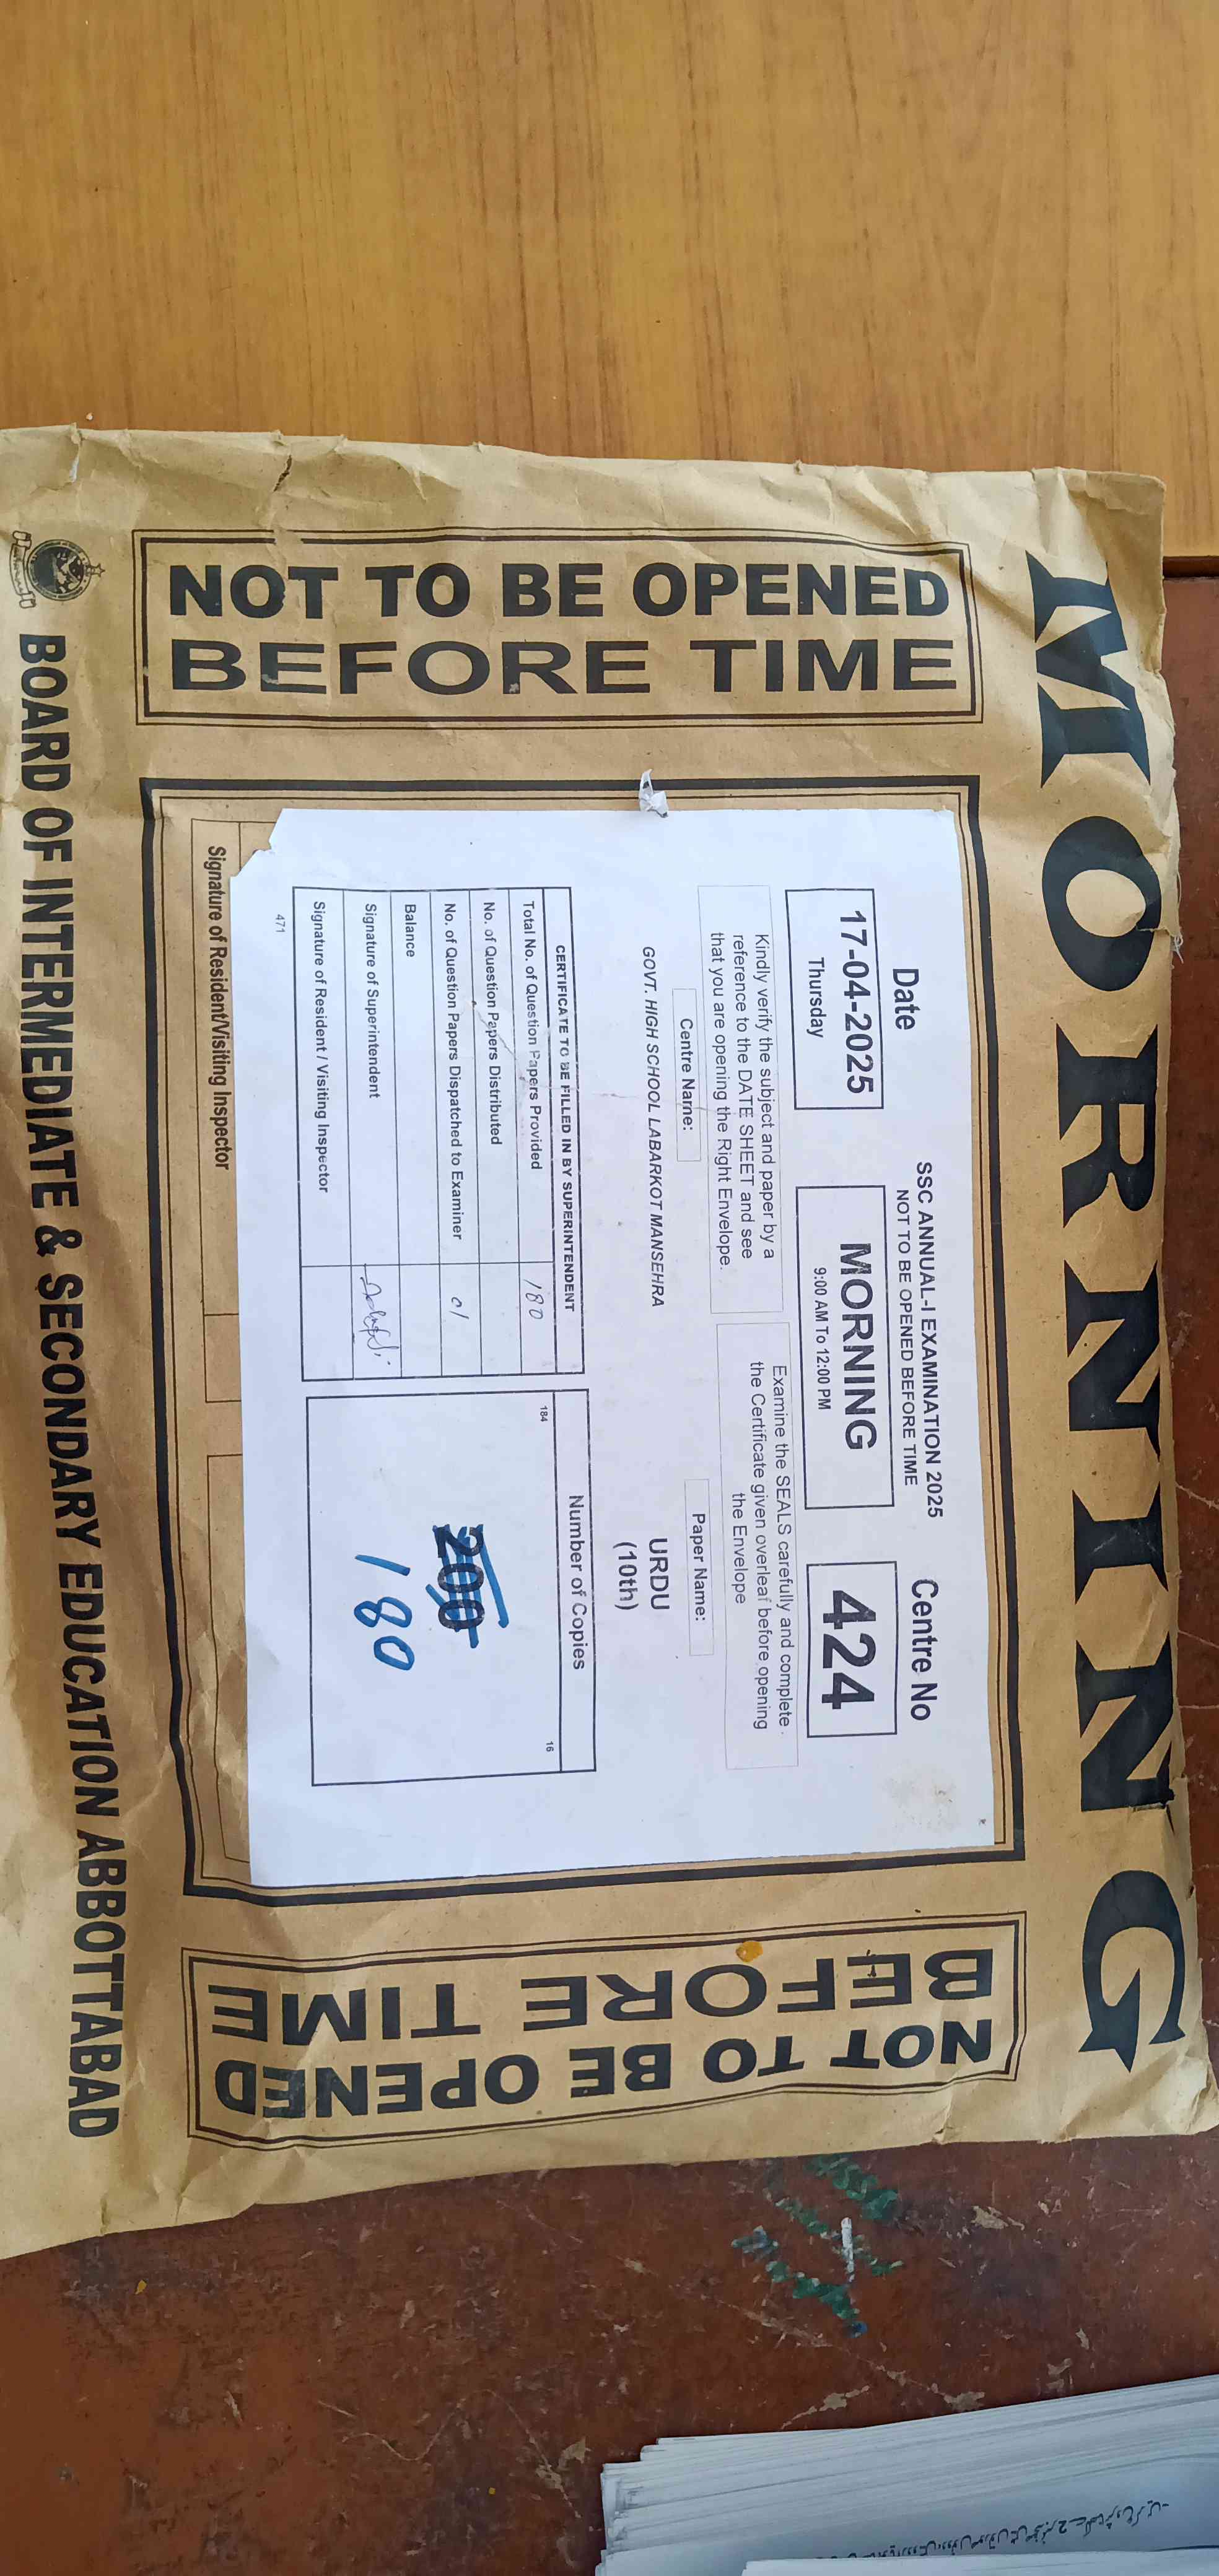 MORNING
NOT TO BE OPENED
BEFORE TIME
SSC ANNUAL-I EXAMINATION 2025
NOT TO BE OPENED BEFORE TIME
Date
17-04-2025
Thursday
MORNING
9:00 AM To 12:00 PM
Centre No
424
Kindly verify the subject and paper by a
reference to the DATE SHEET and see
that you are opening the Right Envelope.
Examine the SEALS carefully and complete
the Certificate given overleaf before opening
the Envelope
Centre Name:
GOVT. HIGH SCHOOL LABARKOT MANSEHRA
Paper Name:
URDU
(10th)
CERTIFICATE TO BE FILLED IN BY SUPERINTENDENT
Total No. of Question Papers Provided 180
No. of Question Papers Distributed
No. of Question Papers Dispatched to Examiner 01
Balance
Signature of Superintendent
Signature of Resident / Visiting Inspector
471
Number of Copies
184 16
200
180
Signature of Resident/Visiting Inspector
NOT TO BE OPENED
BEFORE TIME
BOARD OF INTERMEDIATE & SECONDARY EDUCATION ABBOTTABAD